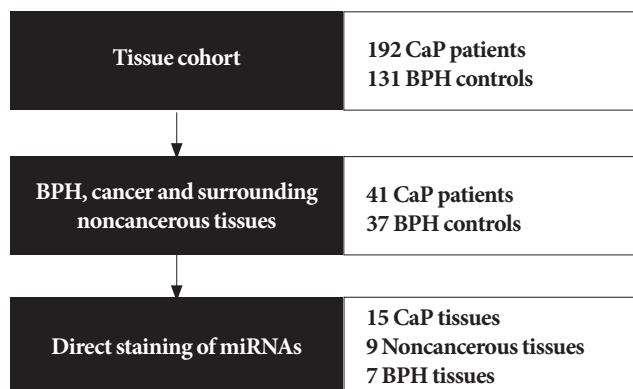 Tissue cohort
192 CaP patients
131 BPH controls
BPH, cancer and surrounding
noncancerous tissues
41 CaP patients
37 BPH controls
Direct staining of miRNAs
15 CaP tissues
9 Noncancerous tissues
7 BPH tissues